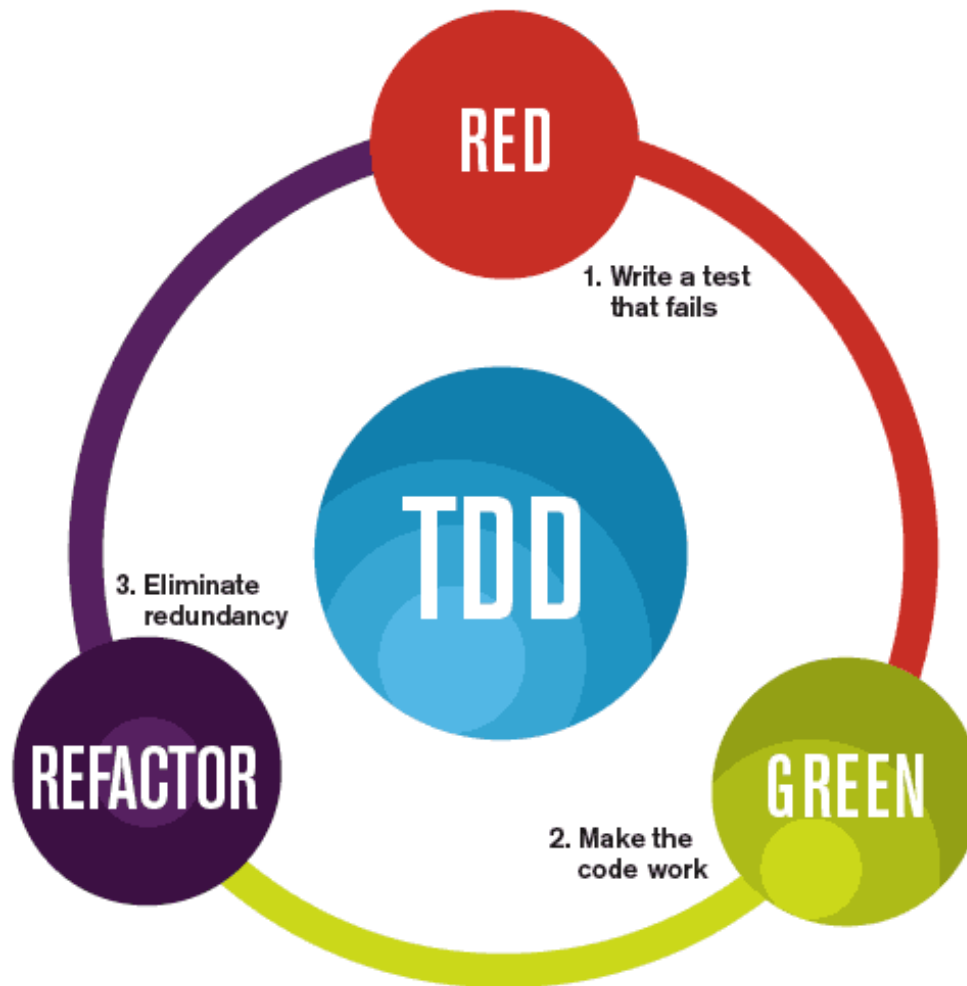 RED
1. Write a test
that fails
TDD
3. Eliminate
redundancy
REFACTOR
GREEN
2. Make the
code work